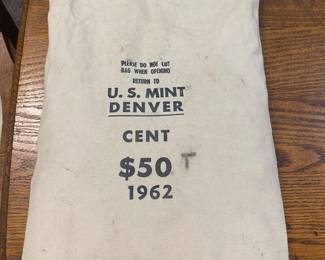 PLEASE DO NOT CUT
BAG WHEN OPENING
RETURN TO
U. S. MINT
DENVER
CENT
$50 T
1962